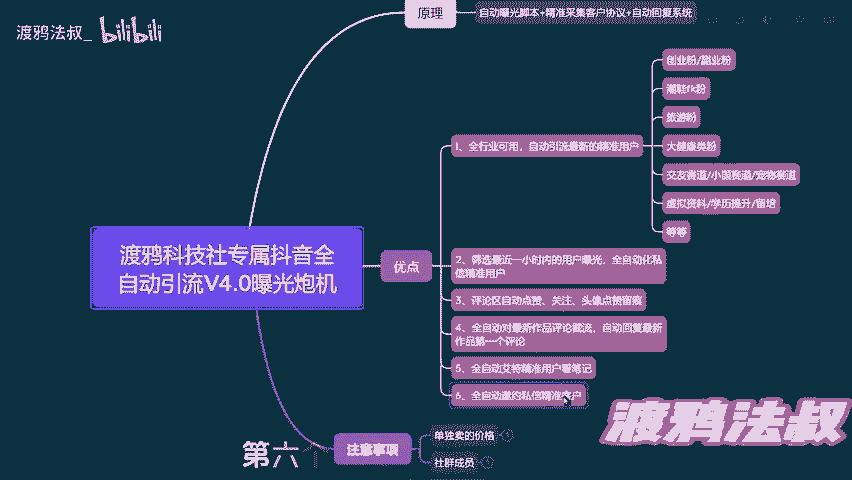 渡鸦法叔_ bilibili
原理
自动曝光脚本+精准采集客户协议+自动回复系统
创业粉/副业粉
潮鞋fk粉
旅游粉
1、全行业可用，自动引流最新的精准用户
大健康类粉
交友赛道/小说赛道/宠物赛道
虚拟资料/学历提升/留培
等等
渡鸦科技社专属抖音全
自动引流V4.0曝光炮机
优点
2、筛选最近一小时内的用户曝光，全自动化私
信精准用户
3、评论区自动点赞、关注、头像点赞留痕
4、全自动对最新作品评论截流，自动回复最新
作品第一个评论
5、全自动艾特精准用户看笔记
6、全自动邀约私信精准客户
渡鸦法叔
第六个
注意事项
单独卖的价格
社群成员